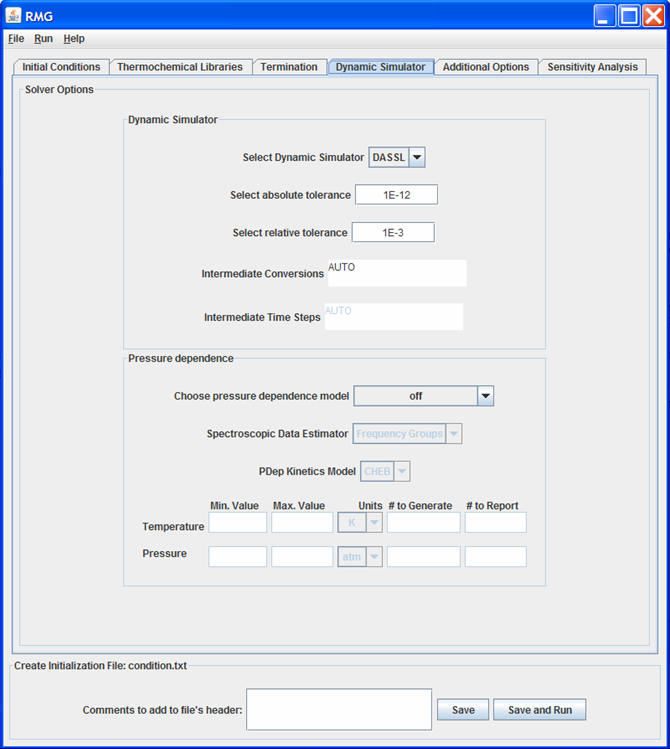 RMG
File Run Help
Initial Conditions Thermochemical Libraries Termination Dynamic Simulator Additional Options Sensitivity Analysis
Solver Options
Dynamic Simulator
Select Dynamic Simulator DASSL
Select absolute tolerance 1E-12
Select relative tolerance 1E-3
Intermediate Conversions AUTO
Intermediate Time Steps AUTO
Pressure dependence
Choose pressure dependence model off
Spectroscopic Data Estimator Frequency Groups
PDep Kinetics Model CHEB
Min. Value Max. Value Units # to Generate # to Report
Temperature K
Pressure atm
Create Initialization File: condition.txt
Comments to add to file's header: Save Save and Run